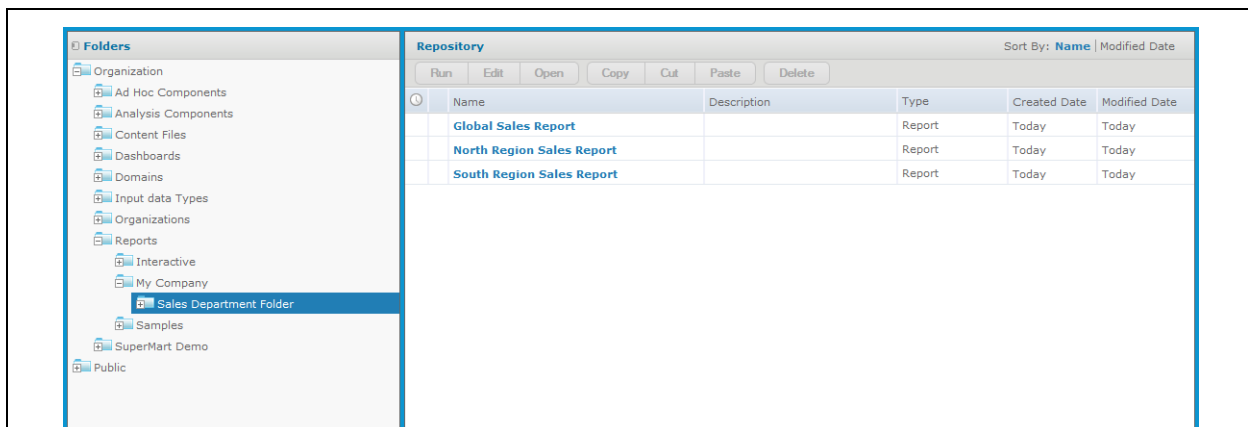 Folders
Organization
Ad Hoc Components
Analysis Components
Content Files
Dashboards
Domains
Input data Types
Organizations
Reports
Interactive
My Company
Sales Department Folder
Samples
SuperMart Demo
Public
Repository Sort By: Name | Modified Date
Run Edit Open Copy Cut Paste Delete
Name Description Type Created Date Modified Date
Global Sales Report Report Today Today
North Region Sales Report Report Today Today
South Region Sales Report Report Today Today